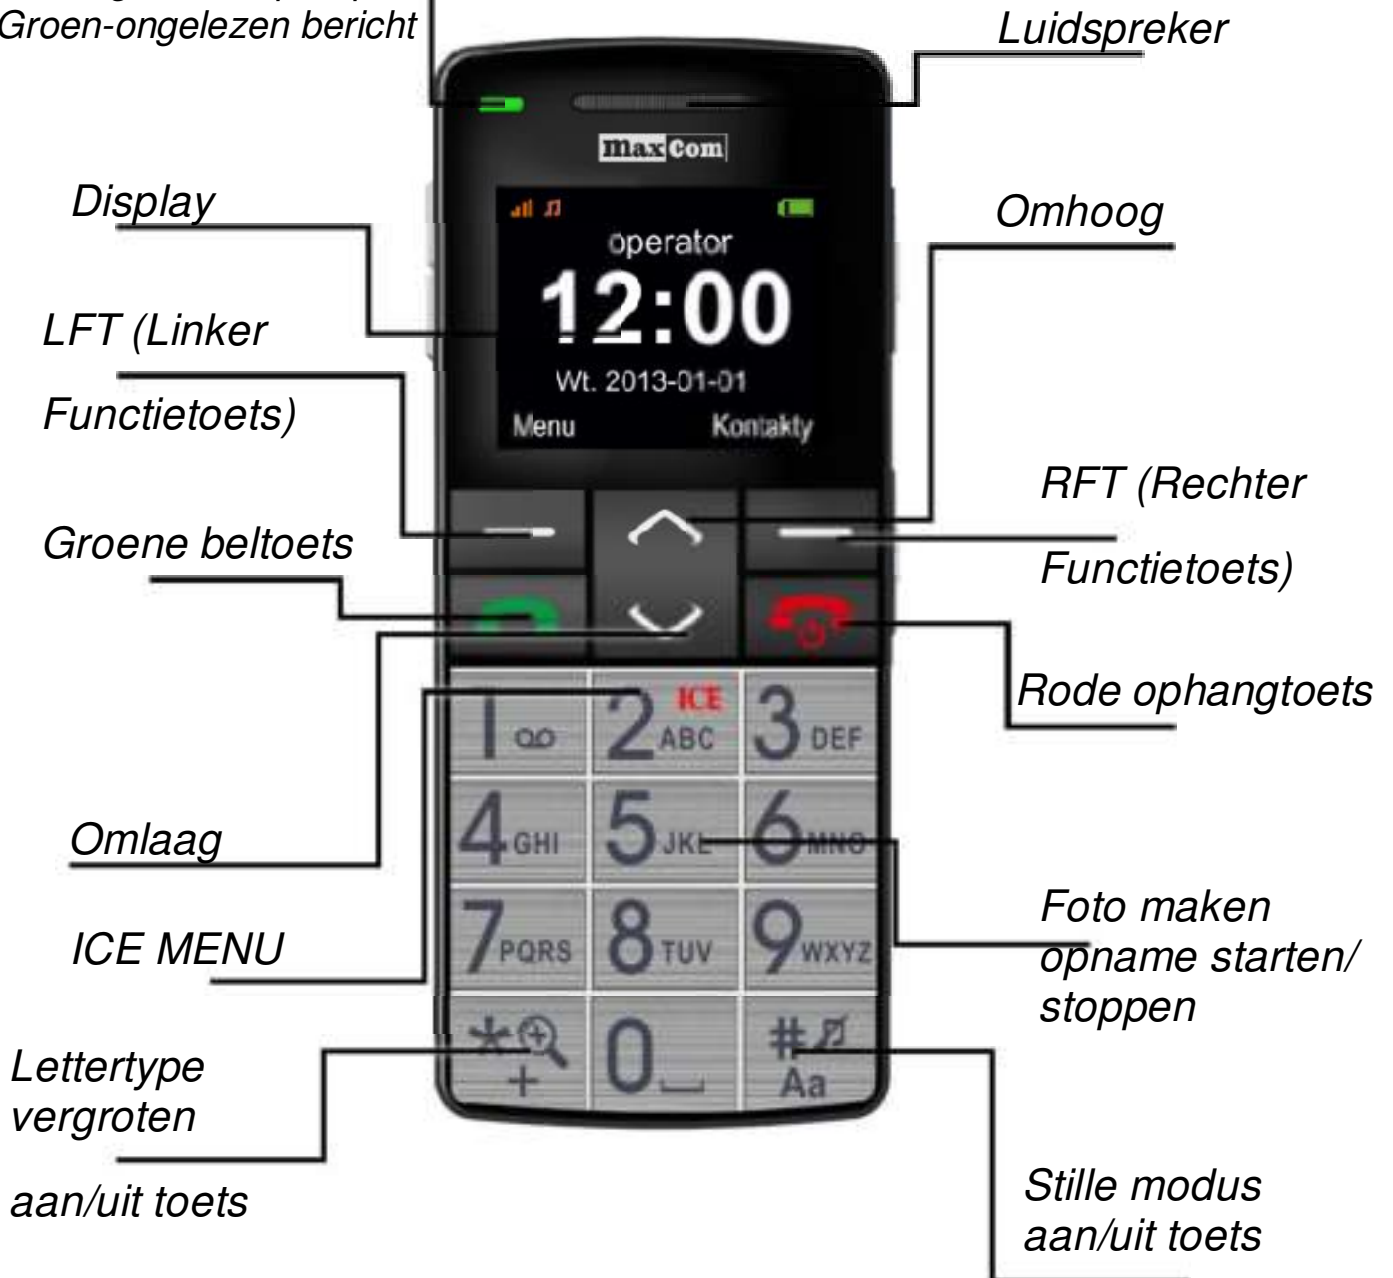 Groen-ongelezen bericht
Luidspreker
maxcom
Display
Omhoog
operator
12:00
Wt. 2013-01-01
Menu
Kontakty
LFT (Linker
Functietoets)
RFT (Rechter
Functietoets)
Groene beltoets
Rode ophangtoets
1
2 ICE ABC
3 DEF
4 GHI
5 JKL
6 MNO
7 PQRS
8 TUV
9 WXYZ
* +
0
# Aa
Omlaag
ICE MENU
Foto maken
opname starten/
stoppen
Lettertype
vergroten
aan/uit toets
Stille modus
aan/uit toets